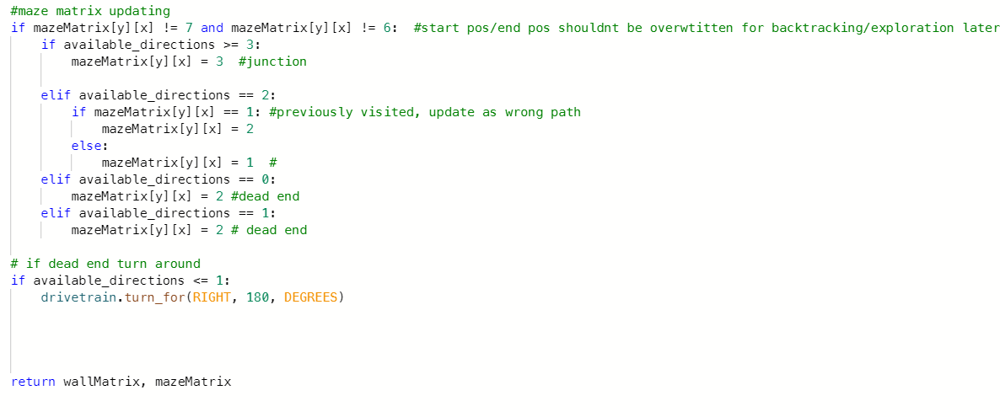 #maze matrix updating
if mazeMatrix[y][x] != 7 and mazeMatrix[y][x] != 6:  #start pos/end pos shouldnt be overwtitten for backtracking/exploration later
    if available_directions >= 3:
        mazeMatrix[y][x] = 3  #junction
    elif available_directions == 2:
        if mazeMatrix[y][x] == 1: #previously visited, update as wrong path
            mazeMatrix[y][x] = 2
        else:
            mazeMatrix[y][x] = 1  #
    elif available_directions == 0:
        mazeMatrix[y][x] = 2 #dead end
    elif available_directions == 1:
        mazeMatrix[y][x] = 2 # dead end
# if dead end turn around
if available_directions <= 1:
    drivetrain.turn_for(RIGHT, 180, DEGREES)
return wallMatrix, mazeMatrix